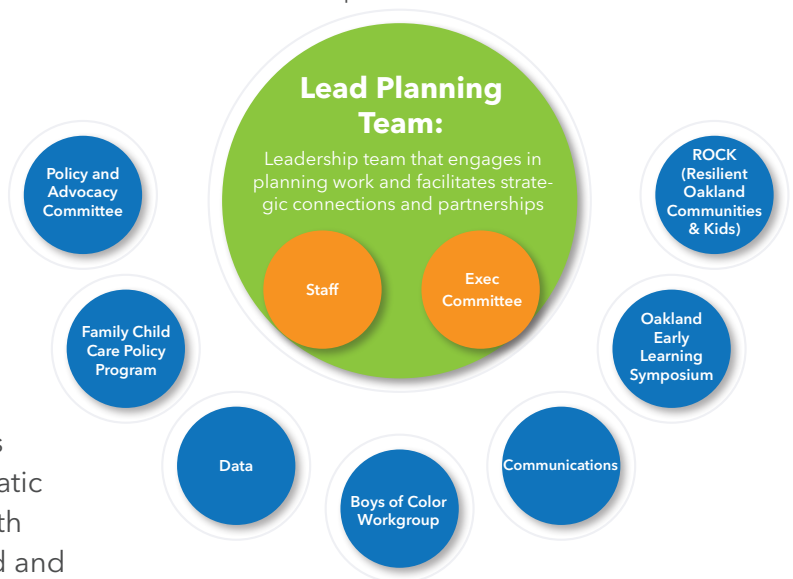 Lead Planning
Team:
Leadership team that engages in
planning work and facilitates strate-
gic connections and partnerships
Staff
Exec
Committee
Policy and
Advocacy
Committee
Family Child
Care Policy
Program
Data
Boys of Color
Workgroup
Communications
Oakland
Early
Learning
Symposium
ROCK
(Resilient
Oakland
Communities
& Kids)
s
atic
th
d and